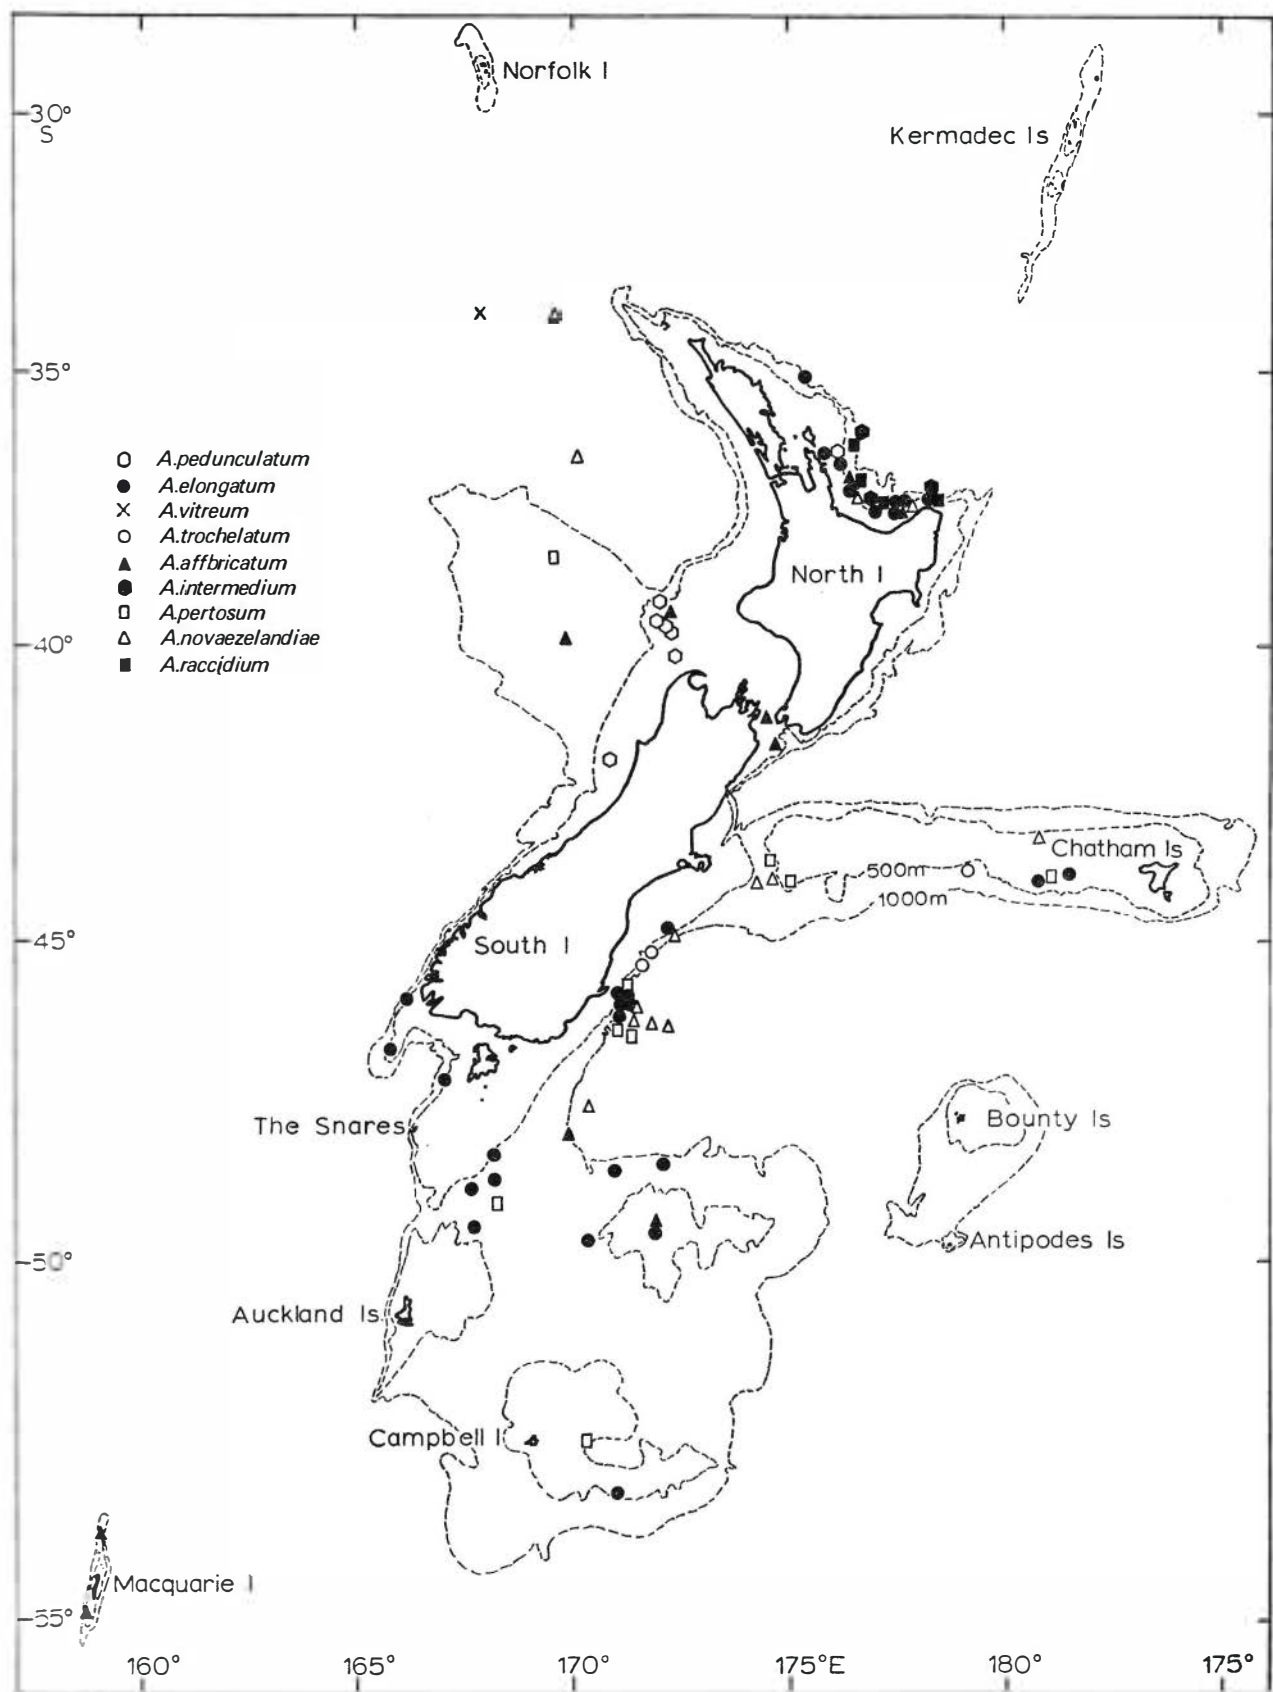 Norfolk I
30°
S
Kermadec Is
35°
A.pedunculatum
A.elongatum
A.vitreum
A.trochelatum
A.affbricatum
A.intermedium
A.pertosum
A.novaezelandiae
A.raccidium
North I
40°
Chatham Is
500m
1000m
45°
South I
The Snares
Bounty Is
Antipodes Is
50°
Auckland Is
Campbell I
Macquarie I
55°
160° 165° 170° 175°E 180° 175°